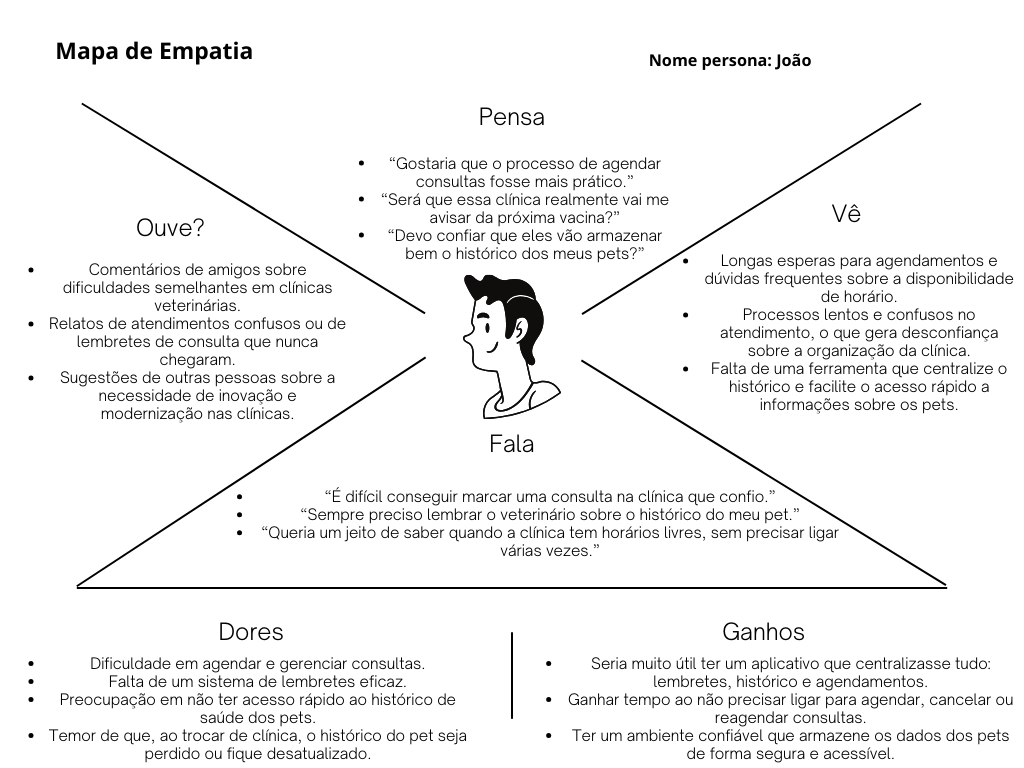 Mapa de Empatia
Nome persona: João
Pensa
• “Gostaria que o processo de agendar
consultas fosse mais prático.”
• “Será que essa clínica realmente vai me
avisar da próxima vacina?”
• “Devo confiar que eles vão armazenar
bem o histórico dos meus pets?”
Ouve?
• Comentários de amigos sobre
dificuldades semelhantes em clínicas
veterinárias.
• Relatos de atendimentos confusos ou de
lembretes de consulta que nunca
chegaram.
• Sugestões de outras pessoas sobre a
necessidade de inovação e
modernização nas clínicas.
Vê
• Longas esperas para agendamentos e
dúvidas frequentes sobre a disponibilidade
de horário.
• Processos lentos e confusos no
atendimento, o que gera desconfiança
sobre a organização da clínica.
• Falta de uma ferramenta que centralize o
histórico e facilite o acesso rápido a
informações sobre os pets.
Fala
• “É difícil conseguir marcar uma consulta na clínica que confio.”
• “Sempre preciso lembrar o veterinário sobre o histórico do meu pet.”
• “Queria um jeito de saber quando a clínica tem horários livres, sem precisar ligar
várias vezes.”
Dores
• Dificuldade em agendar e gerenciar consultas.
• Falta de um sistema de lembretes eficaz.
• Preocupação em não ter acesso rápido ao histórico de
saúde dos pets.
• Temor de que, ao trocar de clínica, o histórico do pet seja
perdido ou fique desatualizado.
Ganhos
• Seria muito útil ter um aplicativo que centralizasse tudo:
lembretes, histórico e agendamentos.
• Ganhar tempo ao não precisar ligar para agendar, cancelar ou
reagendar consultas.
• Ter um ambiente confiável que armazene os dados dos pets
de forma segura e acessível.